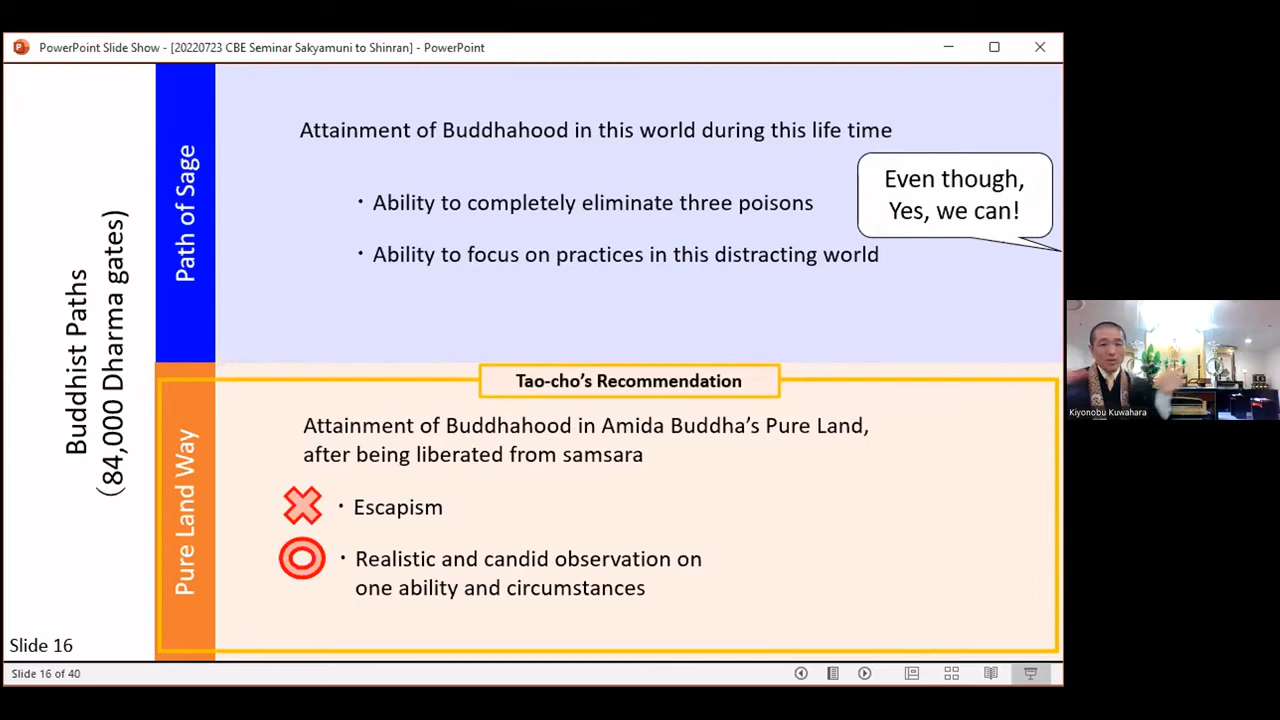 PowerPoint Slide Show - [20220723 CBE Seminar Sakyamuni to Shinran] - PowerPoint
Buddhist Paths
(84,000 Dharma gates)
Path of Sage
Attainment of Buddhahood in this world during this life time
・Ability to completely eliminate three poisons
・Ability to focus on practices in this distracting world
Even though,
Yes, we can!
Pure Land Way
Tao-cho's Recommendation
Attainment of Buddhahood in Amida Buddha's Pure Land,
after being liberated from samsara
・Escapism
・Realistic and candid observation on
one ability and circumstances
Slide 16
Slide 16 of 40
Kiyonobu Kuwahara